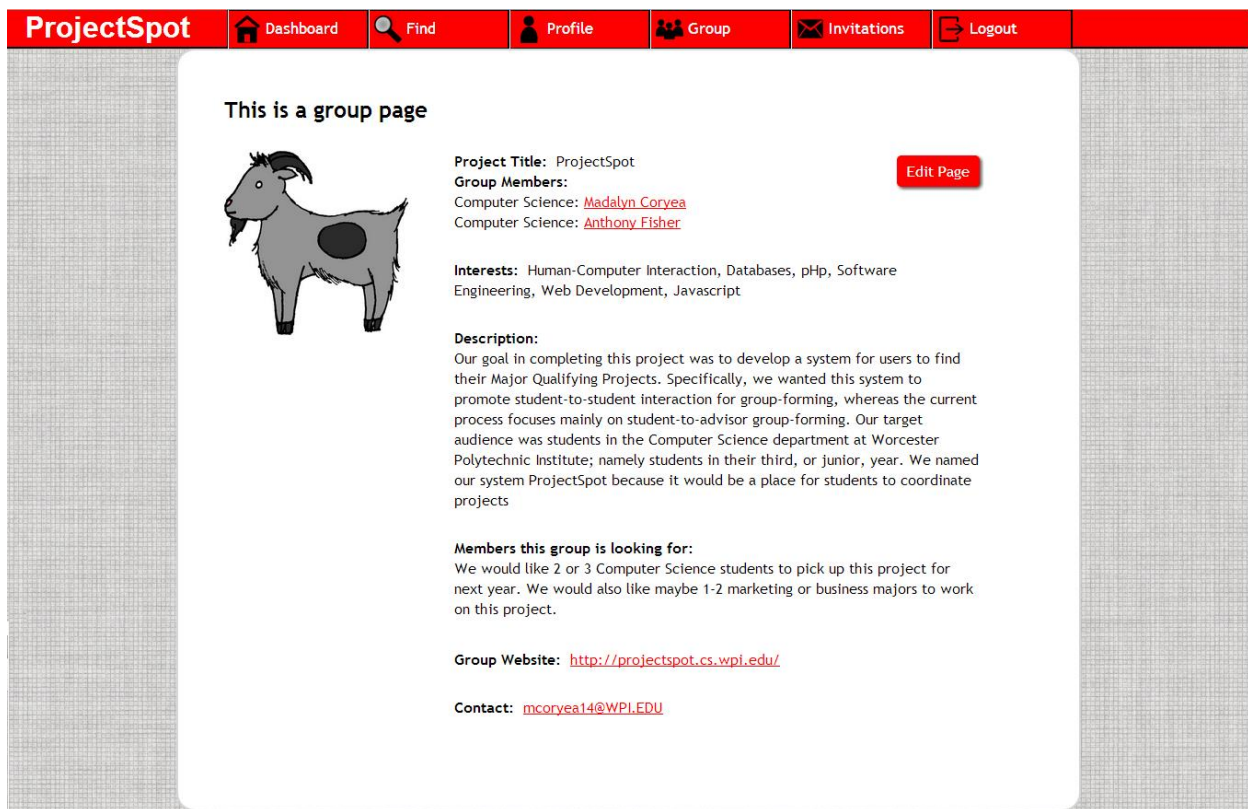 ProjectSpot Dashboard Find Profile Group Invitations Logout
This is a group page
Project Title: ProjectSpot
Edit Page
Group Members:
Computer Science: Madalyn Coryea
Computer Science: Anthony Fisher
Interests: Human-Computer Interaction, Databases, pHp, Software
Engineering, Web Development, Javascript
Description:
Our goal in completing this project was to develop a system for users to find
their Major Qualifying Projects. Specifically, we wanted this system to
promote student-to-student interaction for group-forming, whereas the current
process focuses mainly on student-to-advisor group-forming. Our target
audience was students in the Computer Science department at Worcester
Polytechnic Institute; namely students in their third, or junior, year. We named
our system ProjectSpot because it would be a place for students to coordinate
projects
Members this group is looking for:
We would like 2 or 3 Computer Science students to pick up this project for
next year. We would also like maybe 1-2 marketing or business majors to work
on this project.
Group Website: http://projectspot.cs.wpi.edu/
Contact: mcoryea14@WPI.EDU